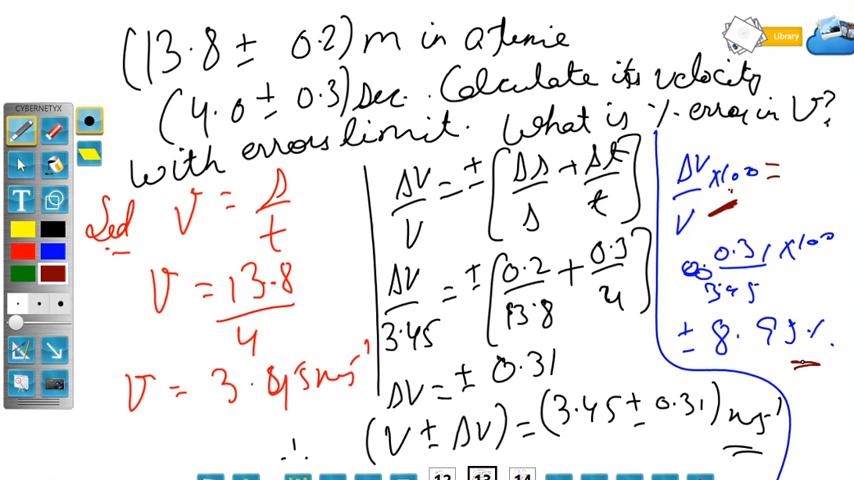 (13.8 ± 0.2) m in a time
(4.0 ± 0.3) sec. Calculate its velocity
with errors limit. What is % error in V?
Library
CYBERNETYX
T
Sol
V = s/t
V = 13.8/4
V = 3.45 ms⁻¹
ΔV/V = ± [Δs/s + Δt/t]
ΔV/3.45 = ± [0.2/13.8 + 0.3/4]
ΔV = ± 0.31
∴ (V ± ΔV) = (3.45 ± 0.31) ms⁻¹
ΔV/V × 100 =
0.31/3.45 × 100
± 8.95 %.
12 13 14